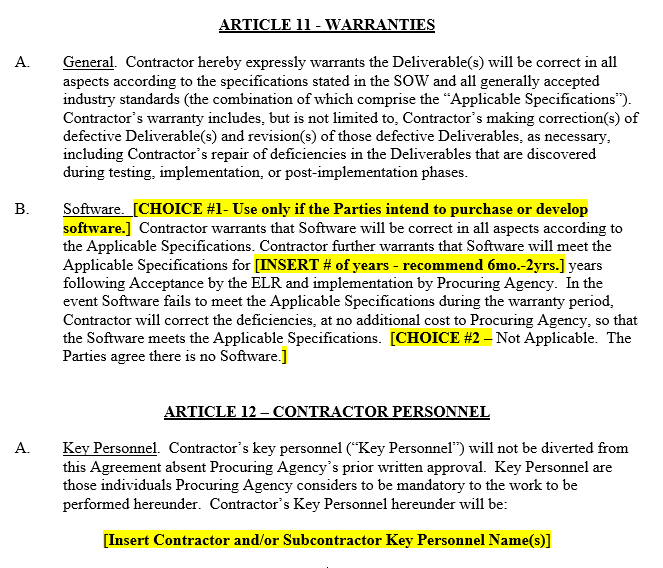 ARTICLE 11 - WARRANTIES
A. General. Contractor hereby expressly warrants the Deliverable(s) will be correct in all
aspects according to the specifications stated in the SOW and all generally accepted
industry standards (the combination of which comprise the “Applicable Specifications”).
Contractor’s warranty includes, but is not limited to, Contractor’s making correction(s) of
defective Deliverable(s) and revision(s) of those defective Deliverables, as necessary,
including Contractor’s repair of deficiencies in the Deliverables that are discovered
during testing, implementation, or post-implementation phases.
B. Software. [CHOICE #1- Use only if the Parties intend to purchase or develop
software.] Contractor warrants that Software will be correct in all aspects according to
the Applicable Specifications. Contractor further warrants that Software will meet the
Applicable Specifications for [INSERT # of years - recommend 6mo.-2yrs.] years
following Acceptance by the ELR and implementation by Procuring Agency. In the
event Software fails to meet the Applicable Specifications during the warranty period,
Contractor will correct the deficiencies, at no additional cost to Procuring Agency, so that
the Software meets the Applicable Specifications. [CHOICE #2 – Not Applicable. The
Parties agree there is no Software.]
ARTICLE 12 – CONTRACTOR PERSONNEL
A. Key Personnel. Contractor’s key personnel (“Key Personnel”) will not be diverted from
this Agreement absent Procuring Agency’s prior written approval. Key Personnel are
those individuals Procuring Agency considers to be mandatory to the work to be
performed hereunder. Contractor’s Key Personnel hereunder will be:
[Insert Contractor and/or Subcontractor Key Personnel Name(s)]